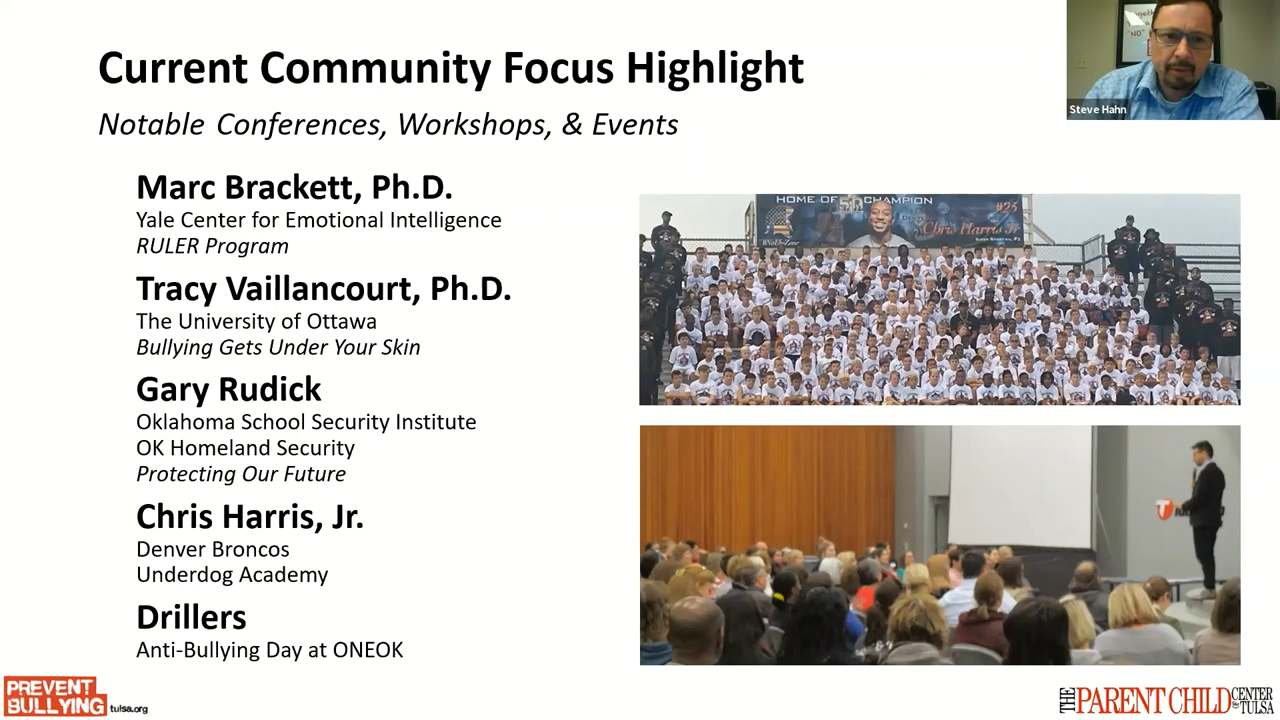 Current Community Focus Highlight
Notable Conferences, Workshops, & Events
Steve Hahn
"NO"
Marc Brackett, Ph.D.
Yale Center for Emotional Intelligence
RULER Program
Tracy Vaillancourt, Ph.D.
The University of Ottawa
Bullying Gets Under Your Skin
Gary Rudick
Oklahoma School Security Institute
OK Homeland Security
Protecting Our Future
Chris Harris, Jr.
Denver Broncos
Underdog Academy
Drillers
Anti-Bullying Day at ONEOK
HOME OF CHAMPION
#25
Chris Harris Jr
PREVENT
BULLYING tulsa.org
THE PARENT CHILD CENTER of TULSA